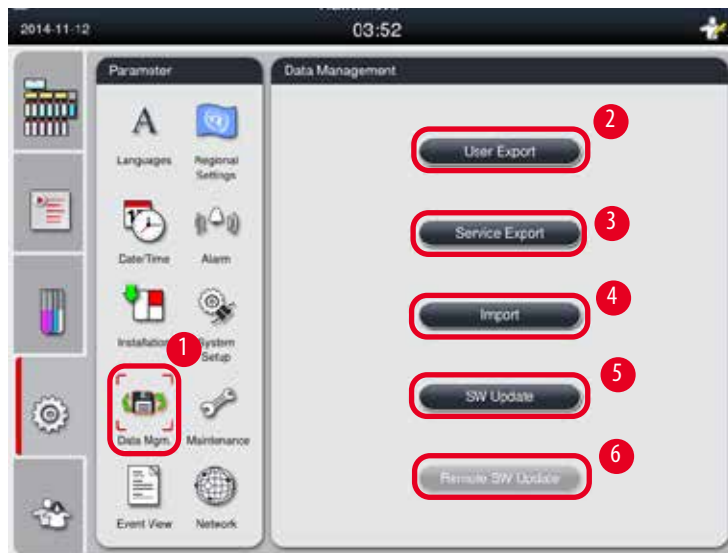 2014-11-12
03:52
Parameter
Data Management
Languages
Regional
Settings
Date/Time
Alarm
Installation
System
Setup
Data Mgm.
Maintenance
Event View
Network
User Export
Service Export
Import
SW Update
Remote SW Update
1
2
3
4
5
6